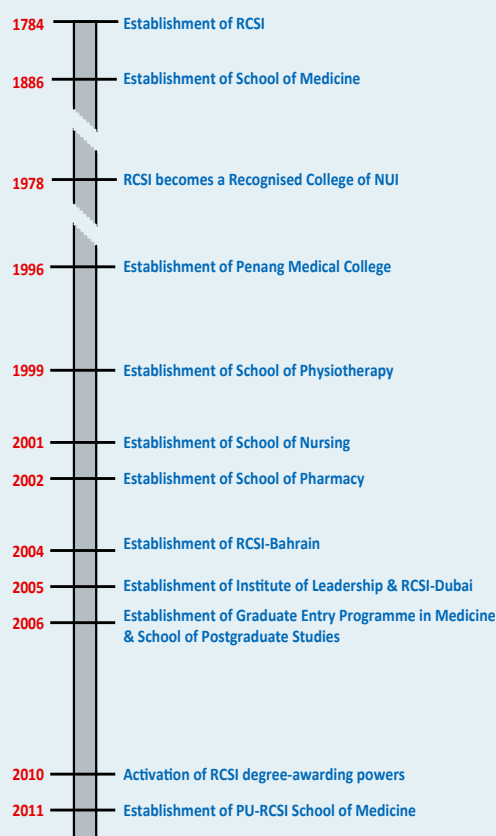 1784 Establishment of RCSI
1886 Establishment of School of Medicine
1978 RCSI becomes a Recognised College of NUI
1996 Establishment of Penang Medical College
1999 Establishment of School of Physiotherapy
2001 Establishment of School of Nursing
2002 Establishment of School of Pharmacy
2004 Establishment of RCSI-Bahrain
2005 Establishment of Institute of Leadership & RCSI-Dubai
2006 Establishment of Graduate Entry Programme in Medicine
& School of Postgraduate Studies
2010 Activation of RCSI degree-awarding powers
2011 Establishment of PU-RCSI School of Medicine